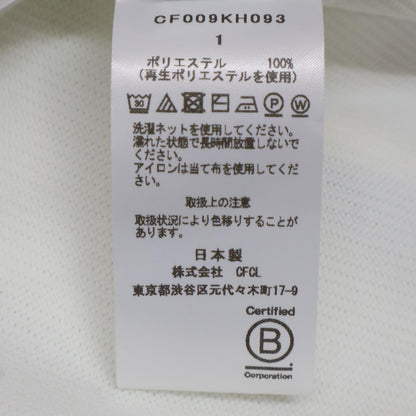 CF009KH093
1
ポリエステル 100%
(再生ポリエステルを使用)
30 P W
洗濯ネットを使用してください。
濡れた状態で長時間放置しないで
ください。
アイロンは当て布を使用してください。
取扱上の注意
取扱状況により色移りすることが
あります。
日本製
株式会社 CFCL
東京都渋谷区元代々木町17-9
Certified
B
Corporation